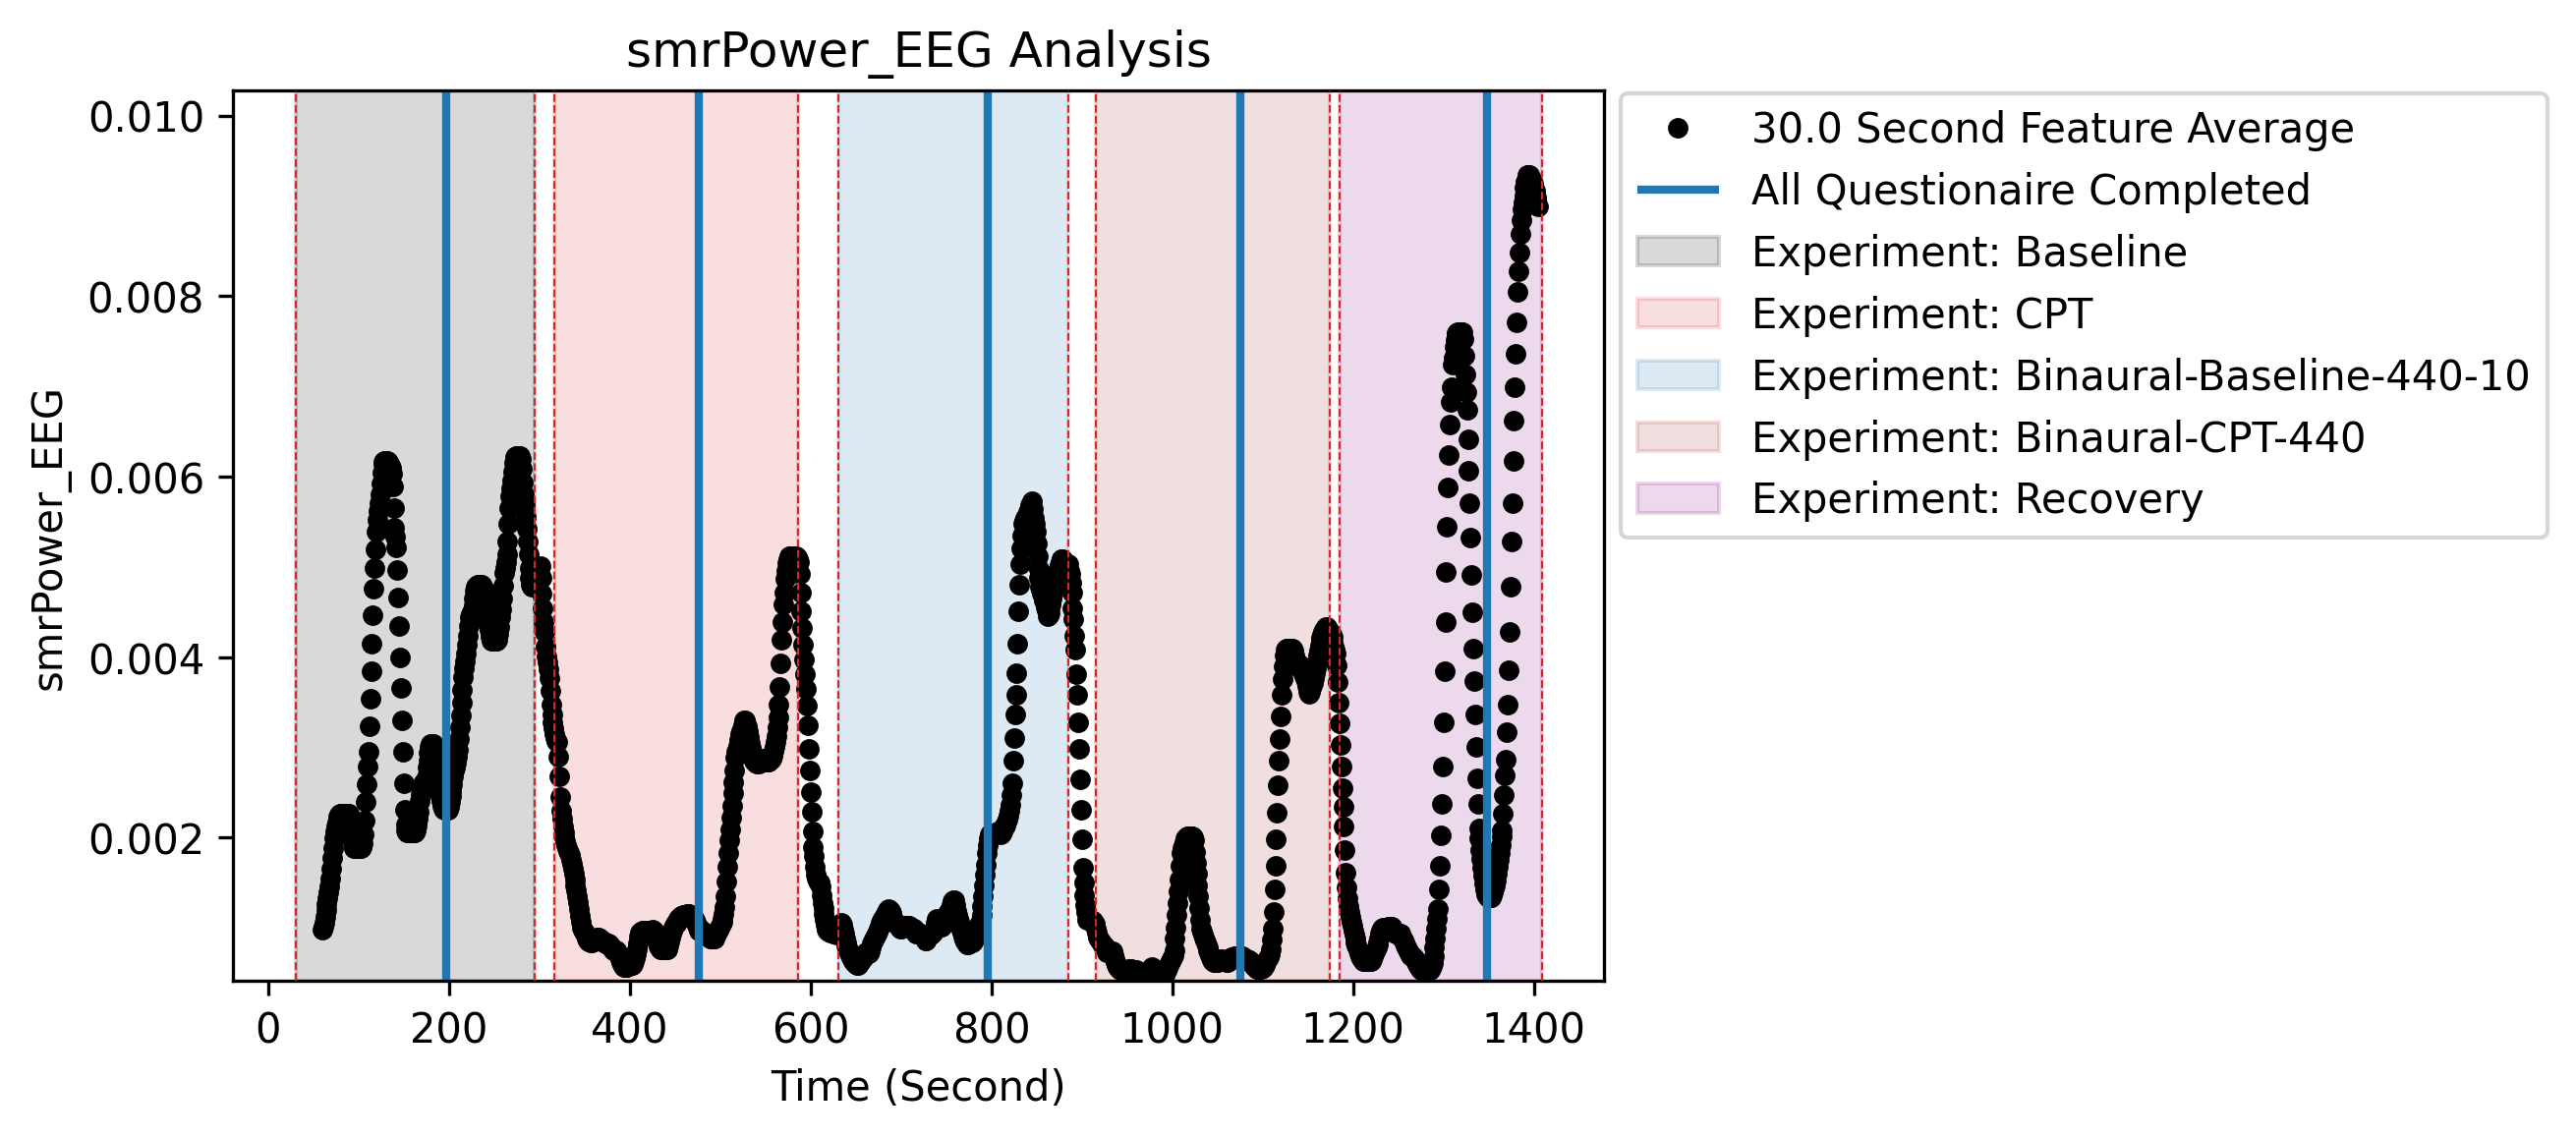 smrPower_EEG Analysis
0.010
0.008
0.006
0.004
0.002
smrPower_EEG
0 200 400 600 800 1000 1200 1400
Time (Second)
30.0 Second Feature Average
All Questionaire Completed
Experiment: Baseline
Experiment: CPT
Experiment: Binaural-Baseline-440-10
Experiment: Binaural-CPT-440
Experiment: Recovery